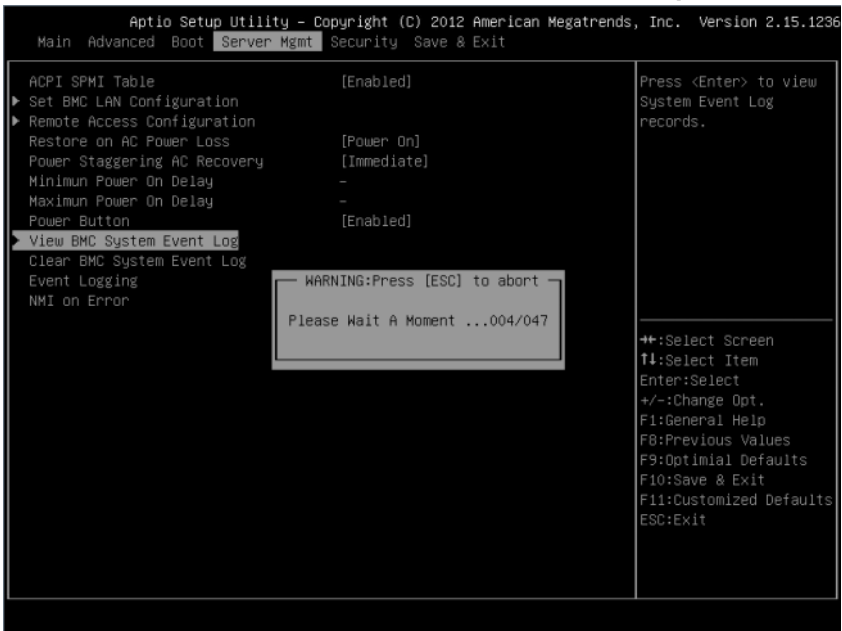 Aptio Setup Utility – Copyright (C) 2012 American Megatrends, Inc. Version 2.15.1236
Main Advanced Boot Server Mgmt Security Save & Exit
ACPI SPMI Table [Enabled]
Set BMC LAN Configuration
Remote Access Configuration
Restore on AC Power Loss [Power On]
Power Staggering AC Recovery [Immediate]
Minimun Power On Delay –
Maximun Power On Delay –
Power Button [Enabled]
View BMC System Event Log
Clear BMC System Event Log
Event Logging
NMI on Error
WARNING:Press [ESC] to abort
Please Wait A Moment ...004/047
Press <Enter> to view
System Event Log
records.
→←:Select Screen
↑↓:Select Item
Enter:Select
+/-:Change Opt.
F1:General Help
F8:Previous Values
F9:Optimial Defaults
F10:Save & Exit
F11:Customized Defaults
ESC:Exit